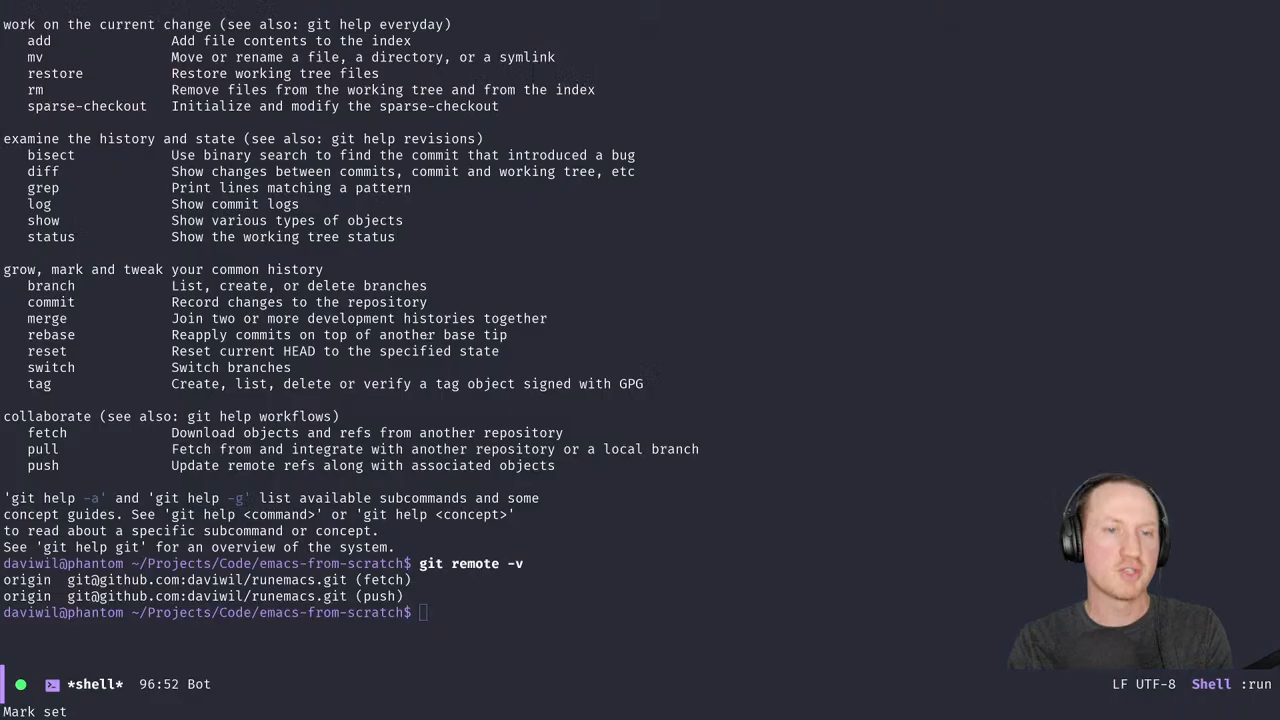 work on the current change (see also: git help everyday)
   add               Add file contents to the index
   mv                Move or rename a file, a directory, or a symlink
   restore           Restore working tree files
   rm                Remove files from the working tree and from the index
   sparse-checkout   Initialize and modify the sparse-checkout

examine the history and state (see also: git help revisions)
   bisect            Use binary search to find the commit that introduced a bug
   diff              Show changes between commits, commit and working tree, etc
   grep              Print lines matching a pattern
   log               Show commit logs
   show              Show various types of objects
   status            Show the working tree status

grow, mark and tweak your common history
   branch            List, create, or delete branches
   commit            Record changes to the repository
   merge             Join two or more development histories together
   rebase            Reapply commits on top of another base tip
   reset             Reset current HEAD to the specified state
   switch            Switch branches
   tag               Create, list, delete or verify a tag object signed with GPG

collaborate (see also: git help workflows)
   fetch             Download objects and refs from another repository
   pull              Fetch from and integrate with another repository or a local branch
   push              Update remote refs along with associated objects

'git help -a' and 'git help -g' list available subcommands and some
concept guides. See 'git help <command>' or 'git help <concept>'
to read about a specific subcommand or concept.
See 'git help git' for an overview of the system.
daviwil@phantom ~/Projects/Code/emacs-from-scratch$ git remote -v
origin  git@github.com:daviwil/runemacs.git (fetch)
origin  git@github.com:daviwil/runemacs.git (push)
daviwil@phantom ~/Projects/Code/emacs-from-scratch$
*shell*  96:52 Bot LF UTF-8  Shell :run
Mark set